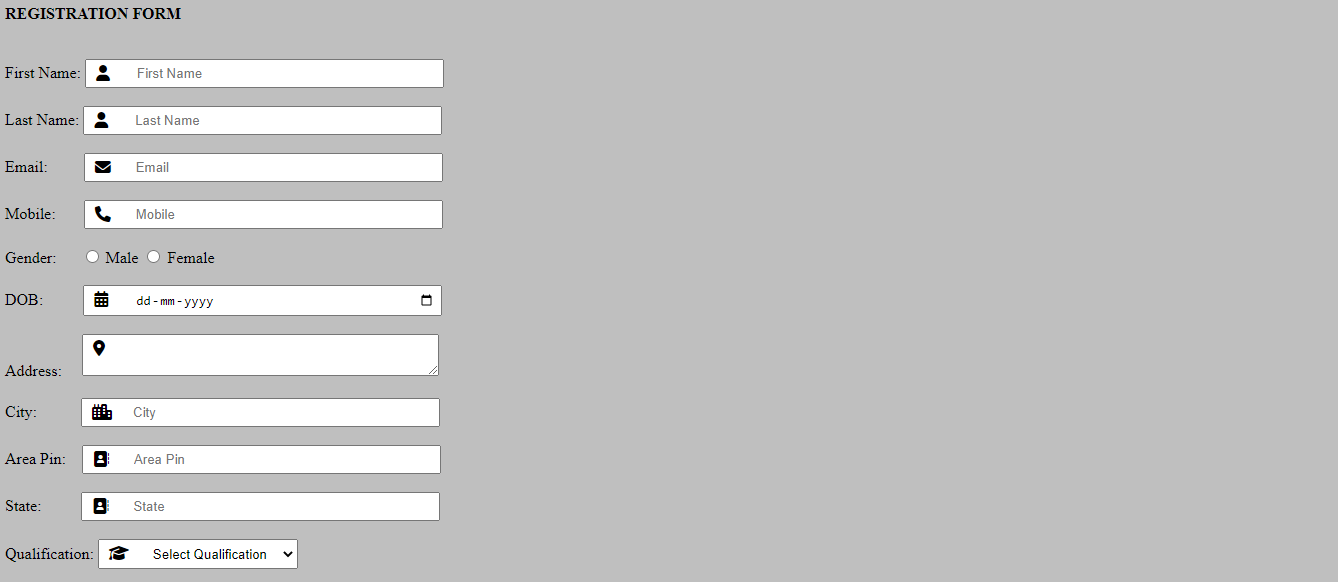 REGISTRATION FORM
First Name: First Name
Last Name: Last Name
Email: Email
Mobile: Mobile
Gender: Male Female
DOB: dd-mm-yyyy
Address:
City: City
Area Pin: Area Pin
State: State
Qualification: Select Qualification